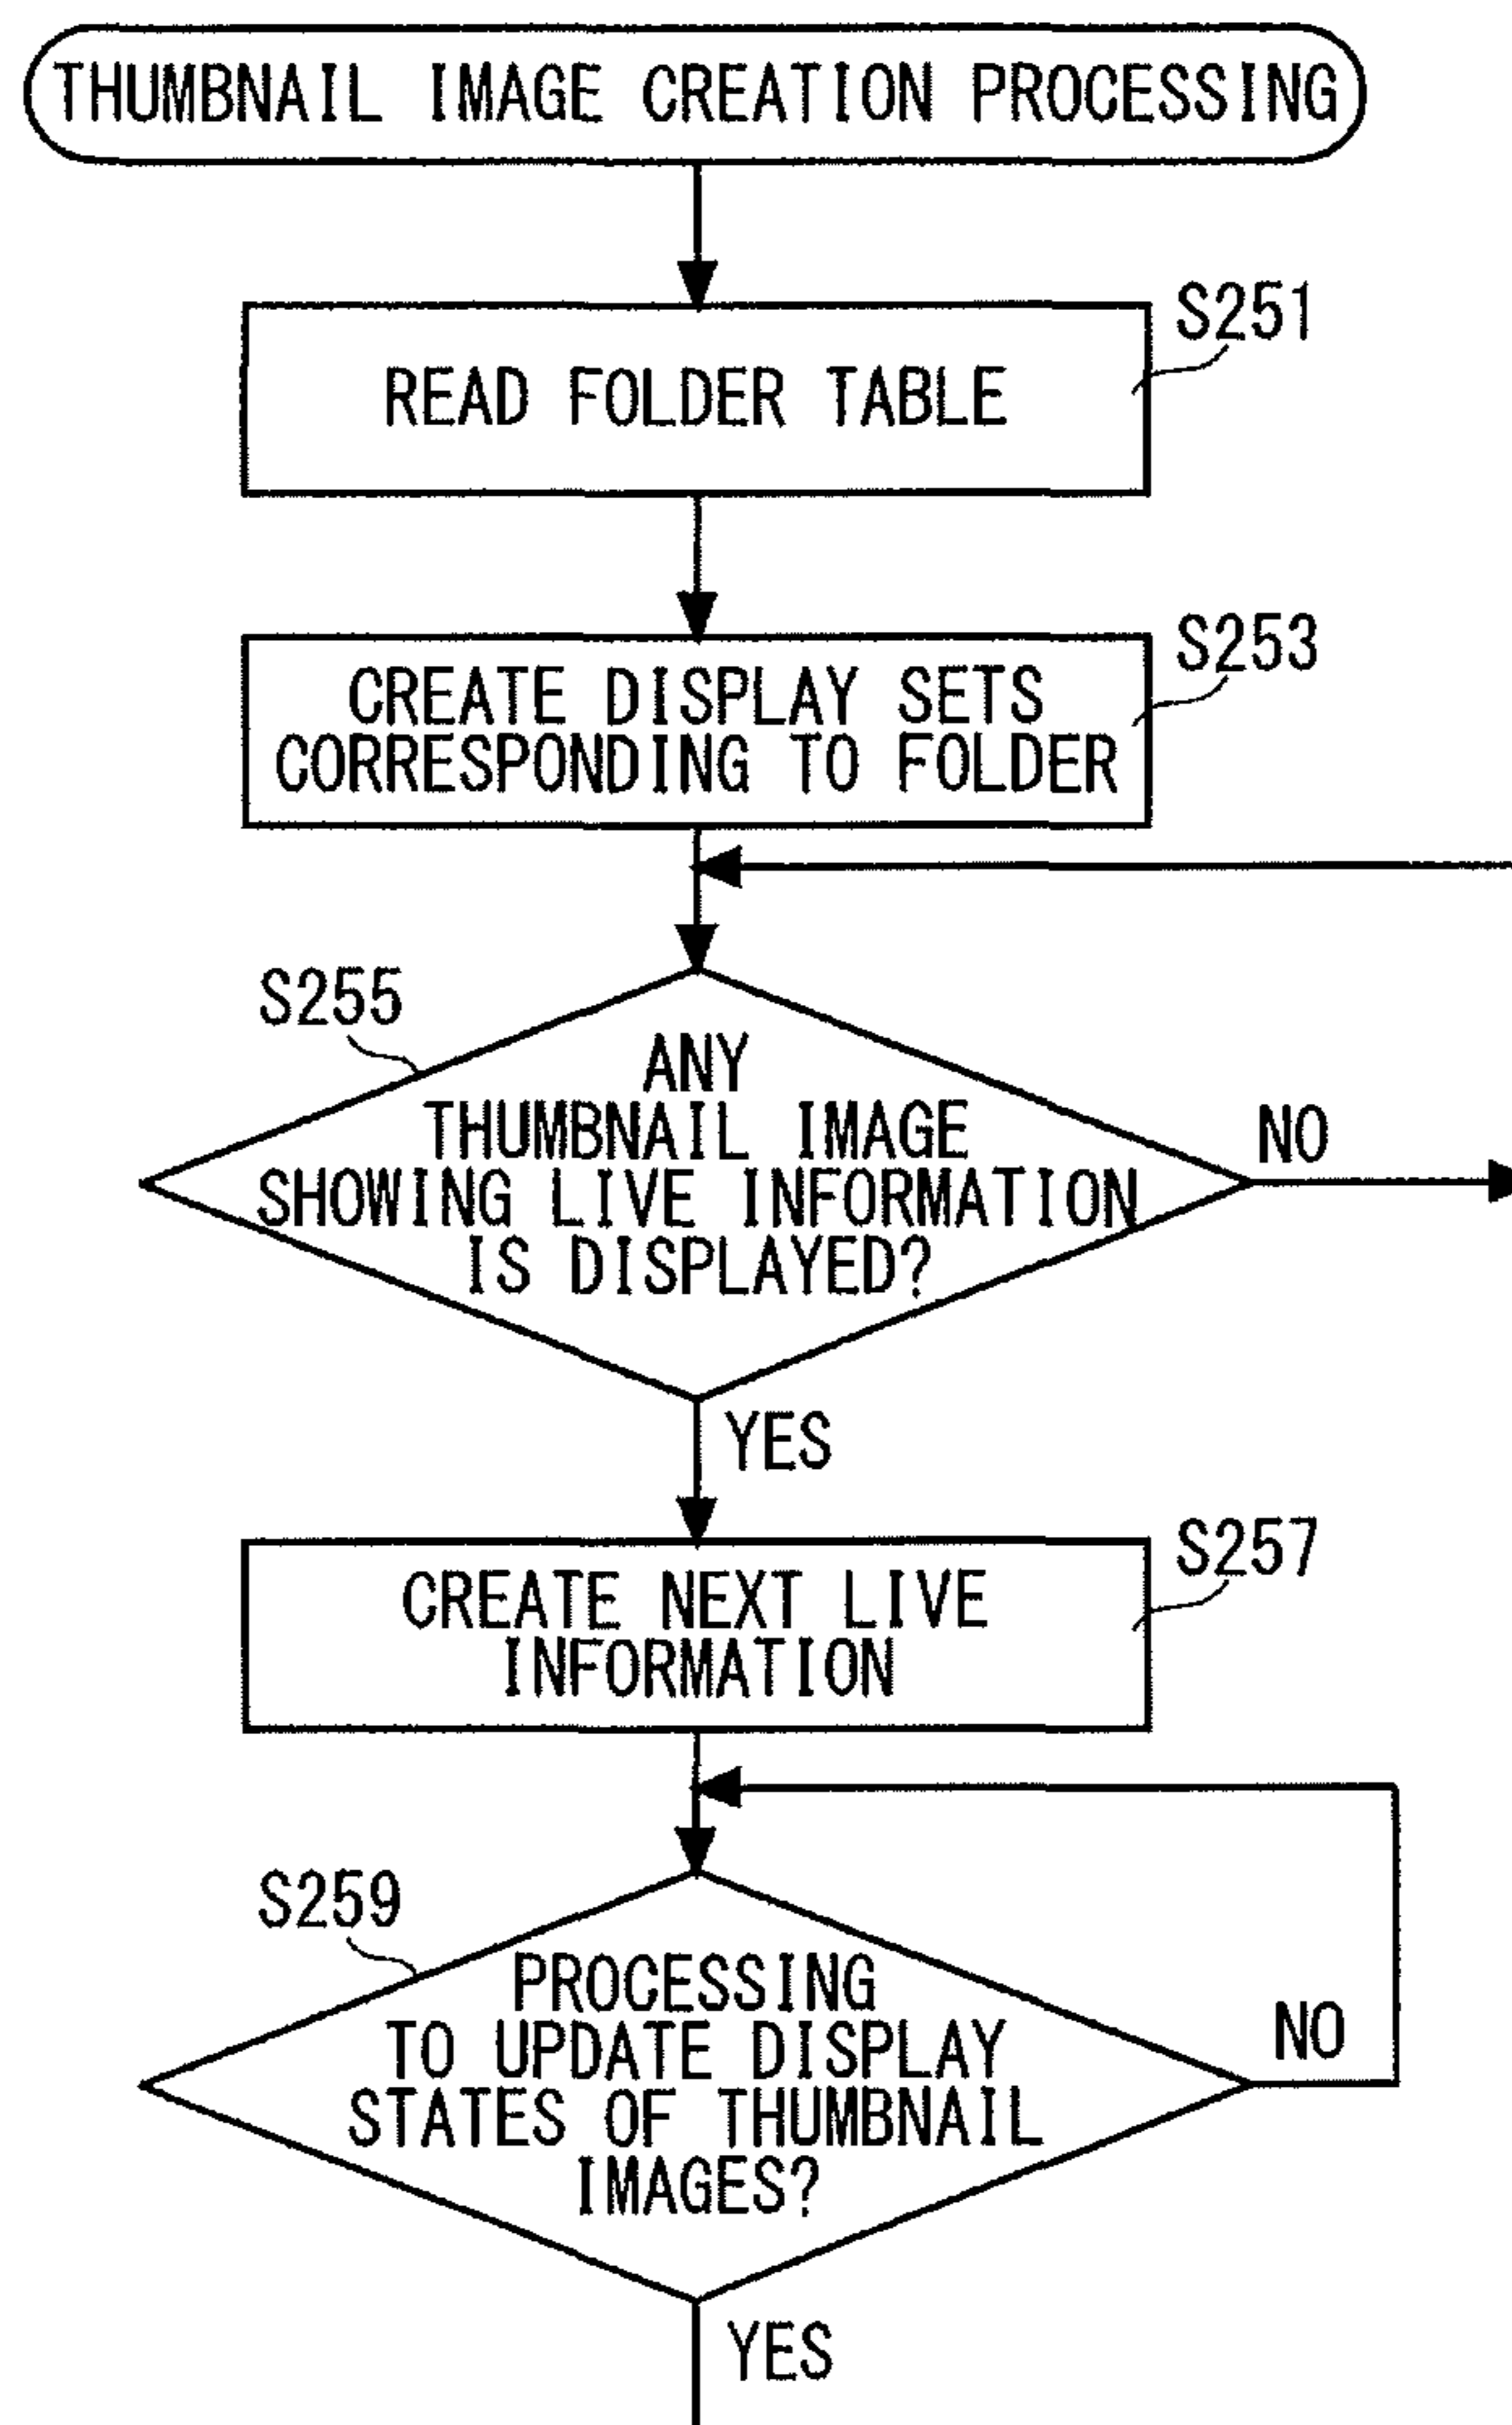 THUMBNAIL IMAGE CREATION PROCESSING
S251
READ FOLDER TABLE
S253
CREATE DISPLAY SETS
CORRESPONDING TO FOLDER
S255
ANY
THUMBNAIL IMAGE
SHOWING LIVE INFORMATION
IS DISPLAYED?
NO
YES
S257
CREATE NEXT LIVE
INFORMATION
S259
PROCESSING
TO UPDATE DISPLAY
STATES OF THUMBNAIL
IMAGES?
NO
YES